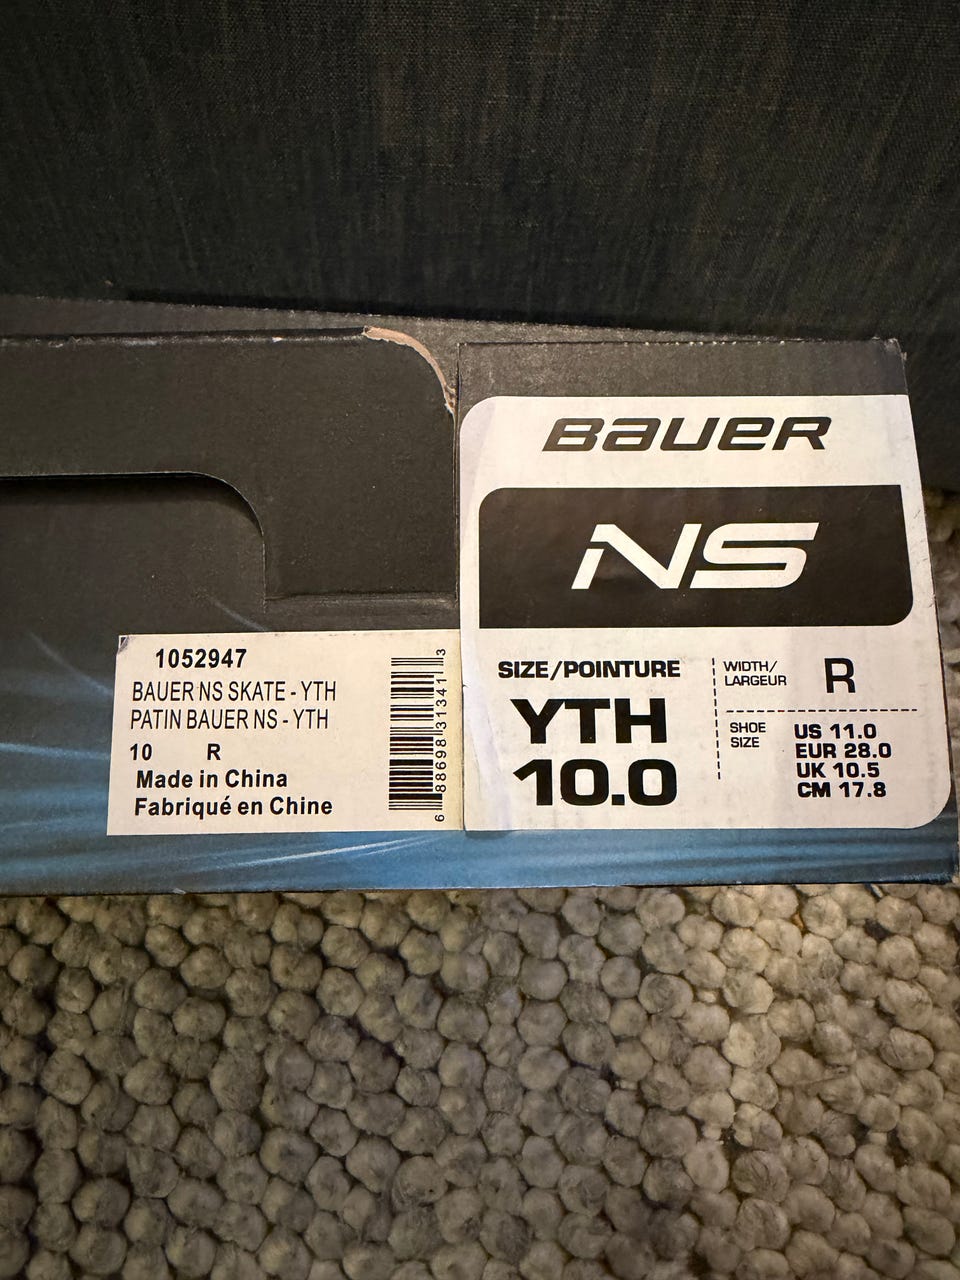 BAUER
NS
SIZE/POINTURE
YTH
10.0
WIDTH/
LARGEUR
R
SHOE
SIZE
US 11.0
EUR 28.0
UK 10.5
CM 17.8
1052947
BAUER NS SKATE - YTH
PATIN BAUER NS - YTH
10 R
Made in China
Fabriqué en Chine
6 88698 31341 3